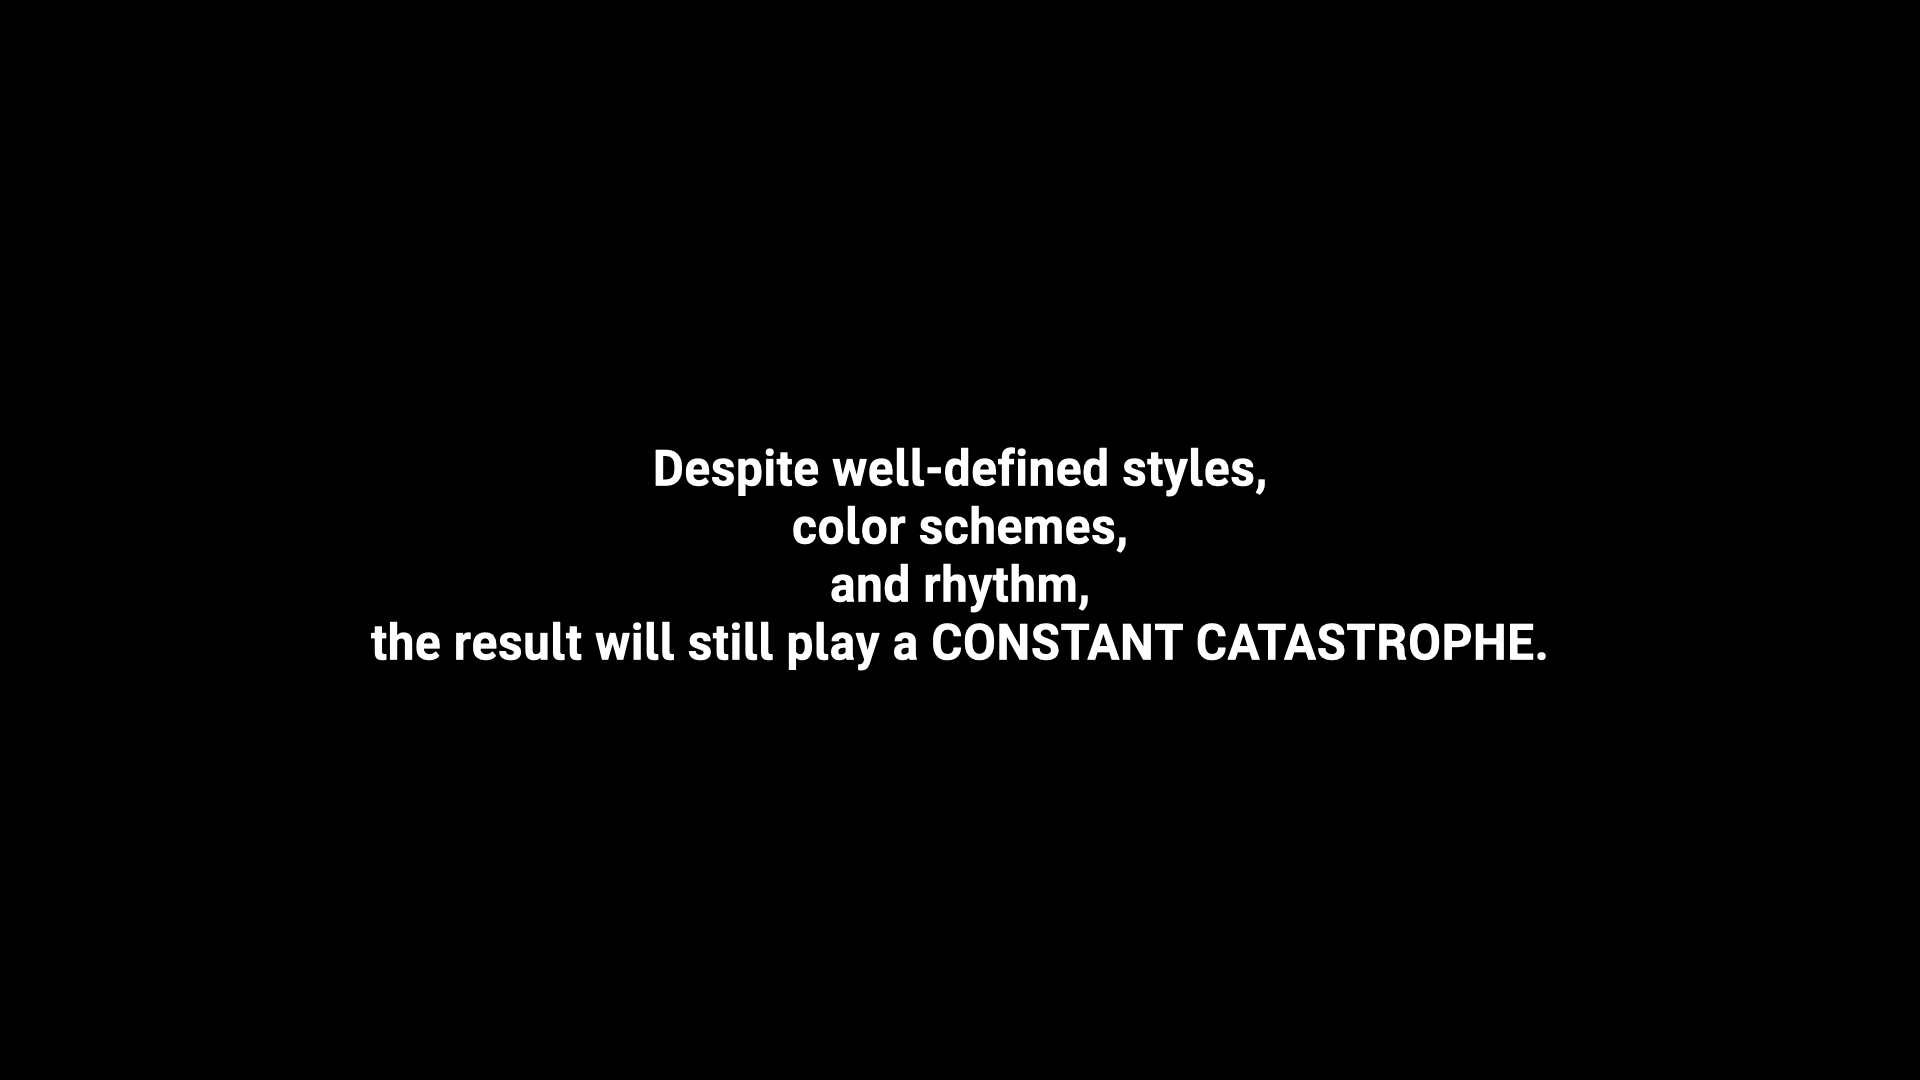 Despite well-defined styles,
color schemes,
and rhythm,
the result will still play a CONSTANT CATASTROPHE.